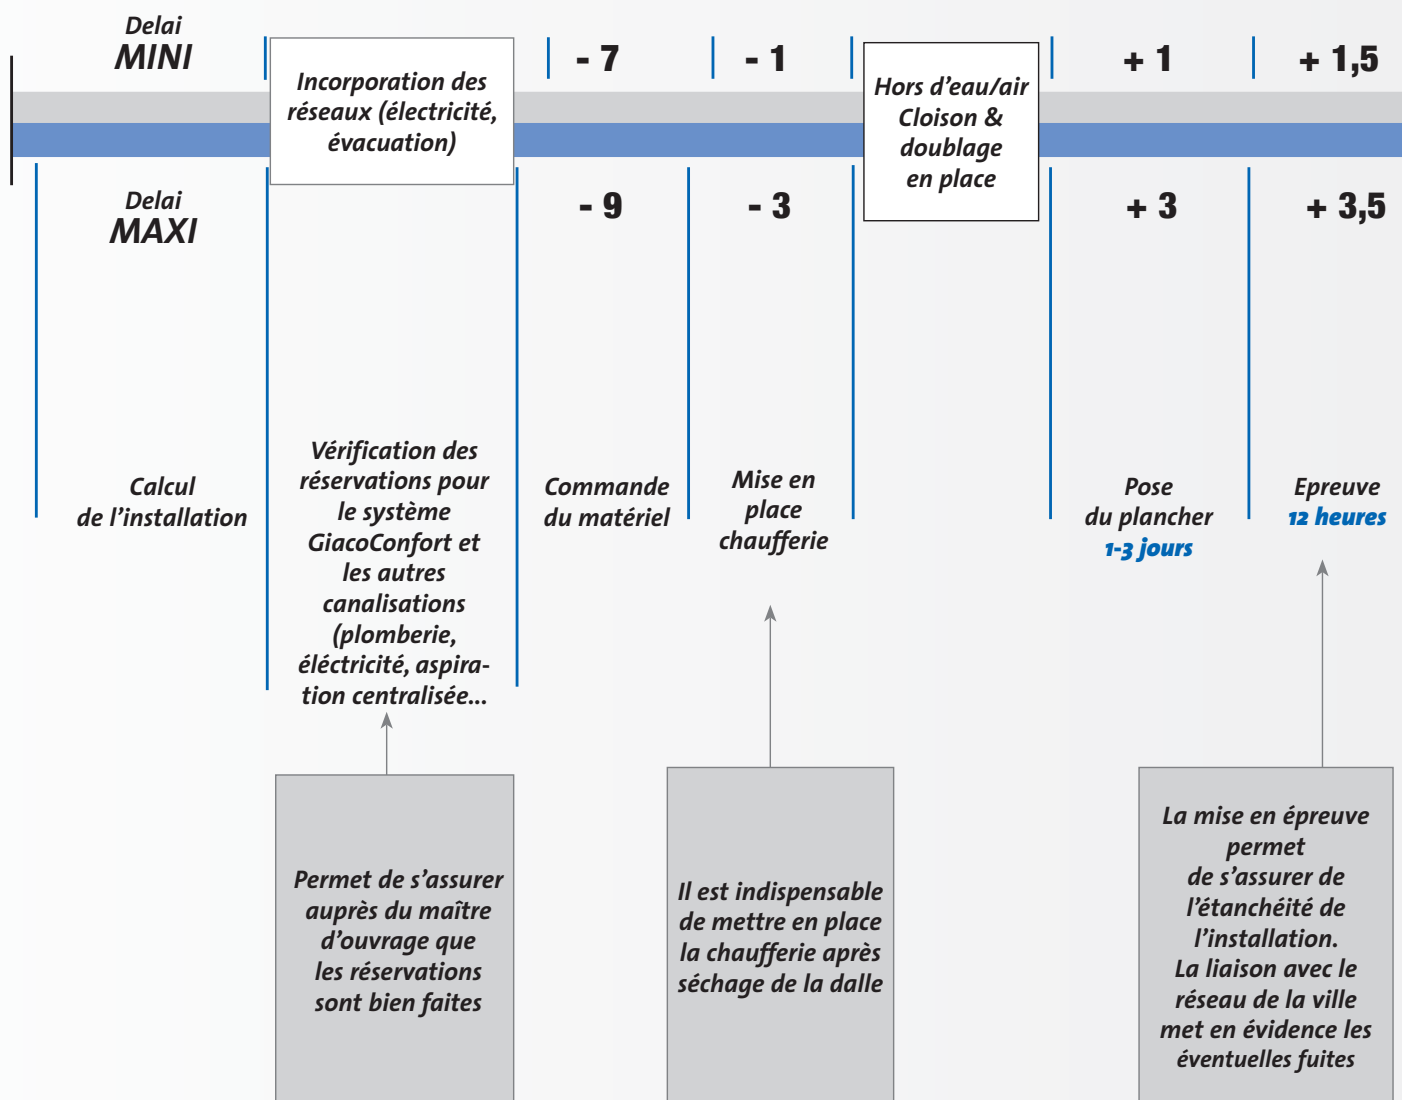 Delai
MINI
Incorporation des
réseaux (électricité,
évacuation)
- 7
- 1
Hors d'eau/air
Cloison &
doublage
en place
+ 1
+ 1,5
Delai
MAXI
- 9
- 3
+ 3
+ 3,5
Calcul
de l'installation
Vérification des
réservations pour
le système
GiacoConfort et
les autres
canalisations
(plomberie,
éléctricité, aspira-
tion centralisée...
Commande
du matériel
Mise en
place
chaufferie
Pose
du plancher
1-3 jours
Epreuve
12 heures
Permet de s'assurer
auprès du maître
d'ouvrage que
les réservations
sont bien faites
Il est indispensable
de mettre en place
la chaufferie après
séchage de la dalle
La mise en épreuve
permet
de s'assurer de
l'étanchéité de
l'installation.
La liaison avec le
réseau de la ville
met en évidence les
éventuelles fuites